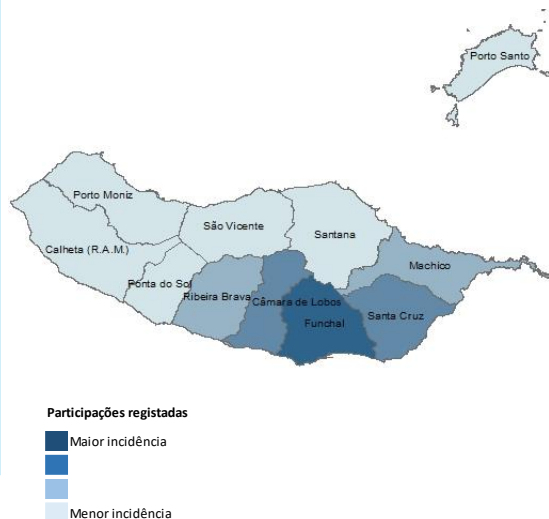 Porto Santo
Porto Moniz
São Vicente
Santana
Calheta (R.A.M.)
Machico
Ponta do Sol
Ribeira Brava
Câmara de Lobos
Santa Cruz
Funchal
Participações registadas
Maior incidência
Menor incidência